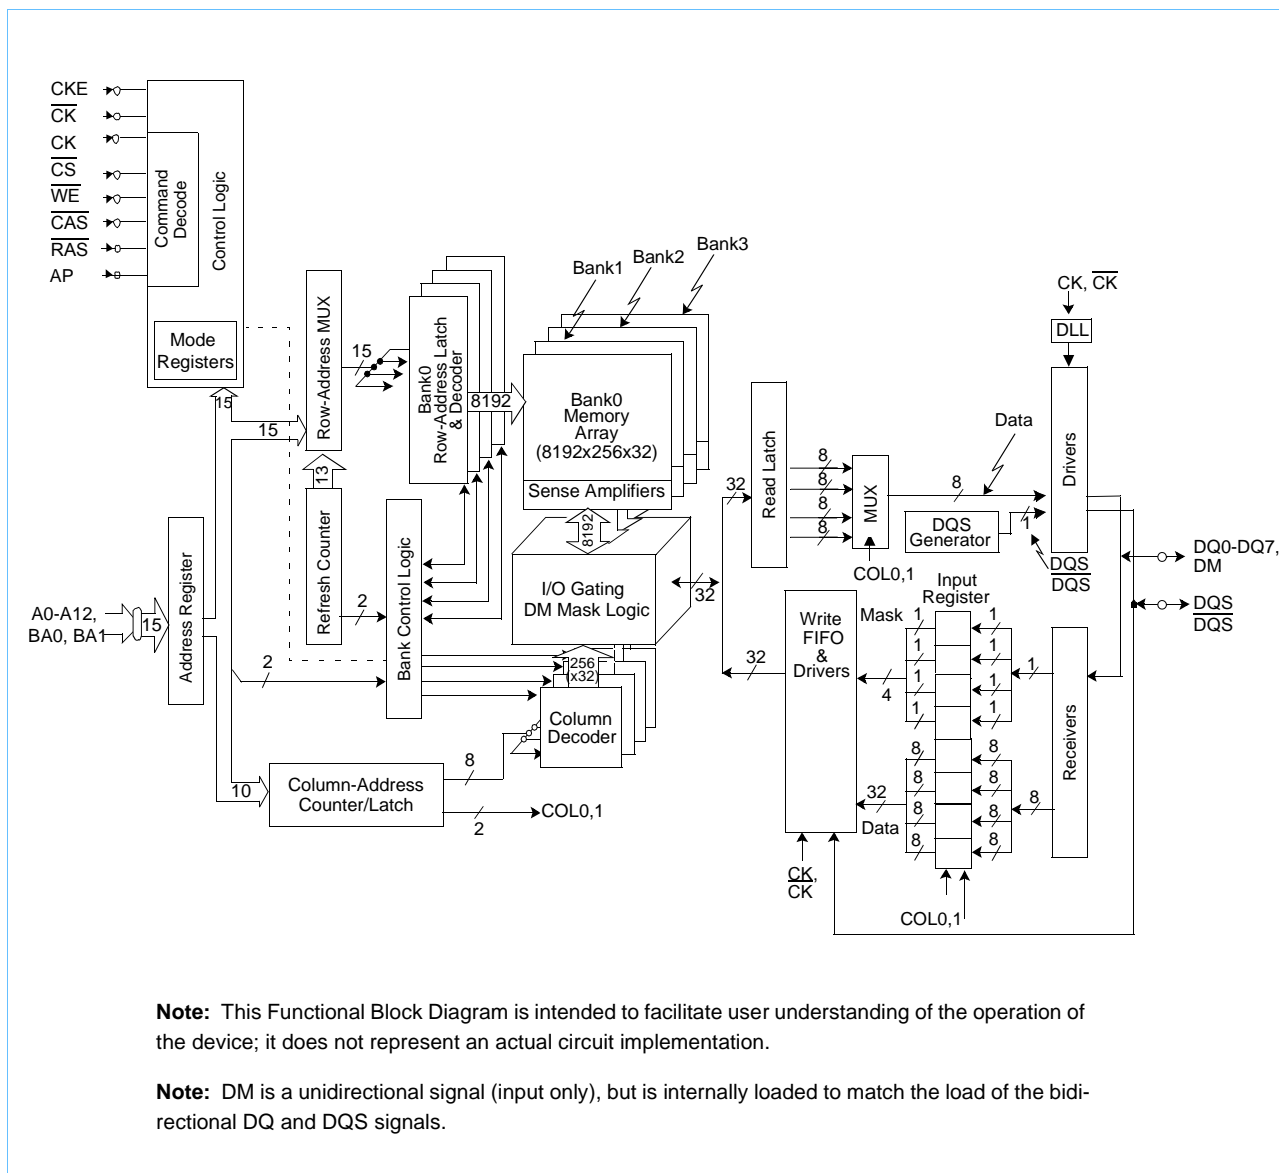 CKE
CK
CK
CS
WE
CAS
RAS
AP
Command
Decode
Control Logic
Mode
Registers
15
15
Row-Address MUX
13
Refresh Counter
15
Bank0
Row-Address Latch
& Decoder
8192
Bank1
Bank2
Bank3
Bank0
Memory
Array
(8192x256x32)
Sense Amplifiers
8192
I/O Gating
DM Mask Logic
32
A0-A12,
BA0, BA1
15
Address Register
2
2
Bank Control Logic
256
(x32)
Column
Decoder
10
Column-Address
Counter/Latch
8
2
COL0,1
32
Read Latch
8
8
8
8
MUX
COL0,1
8
Data
DQS
Generator
1
DQS
DQS
CK, CK
DLL
Drivers
DQ0-DQ7,
DM
DQS
DQS
32
Write
FIFO
&
Drivers
CK,
CK
Input
Register
Mask
1
1
1
1
4
1
1
1
1
1
8
8
8
8
32
Data
8
8
8
8
8
Receivers
COL0,1
Note: This Functional Block Diagram is intended to facilitate user understanding of the operation of
the device; it does not represent an actual circuit implementation.
Note: DM is a unidirectional signal (input only), but is internally loaded to match the load of the bidi-
rectional DQ and DQS signals.